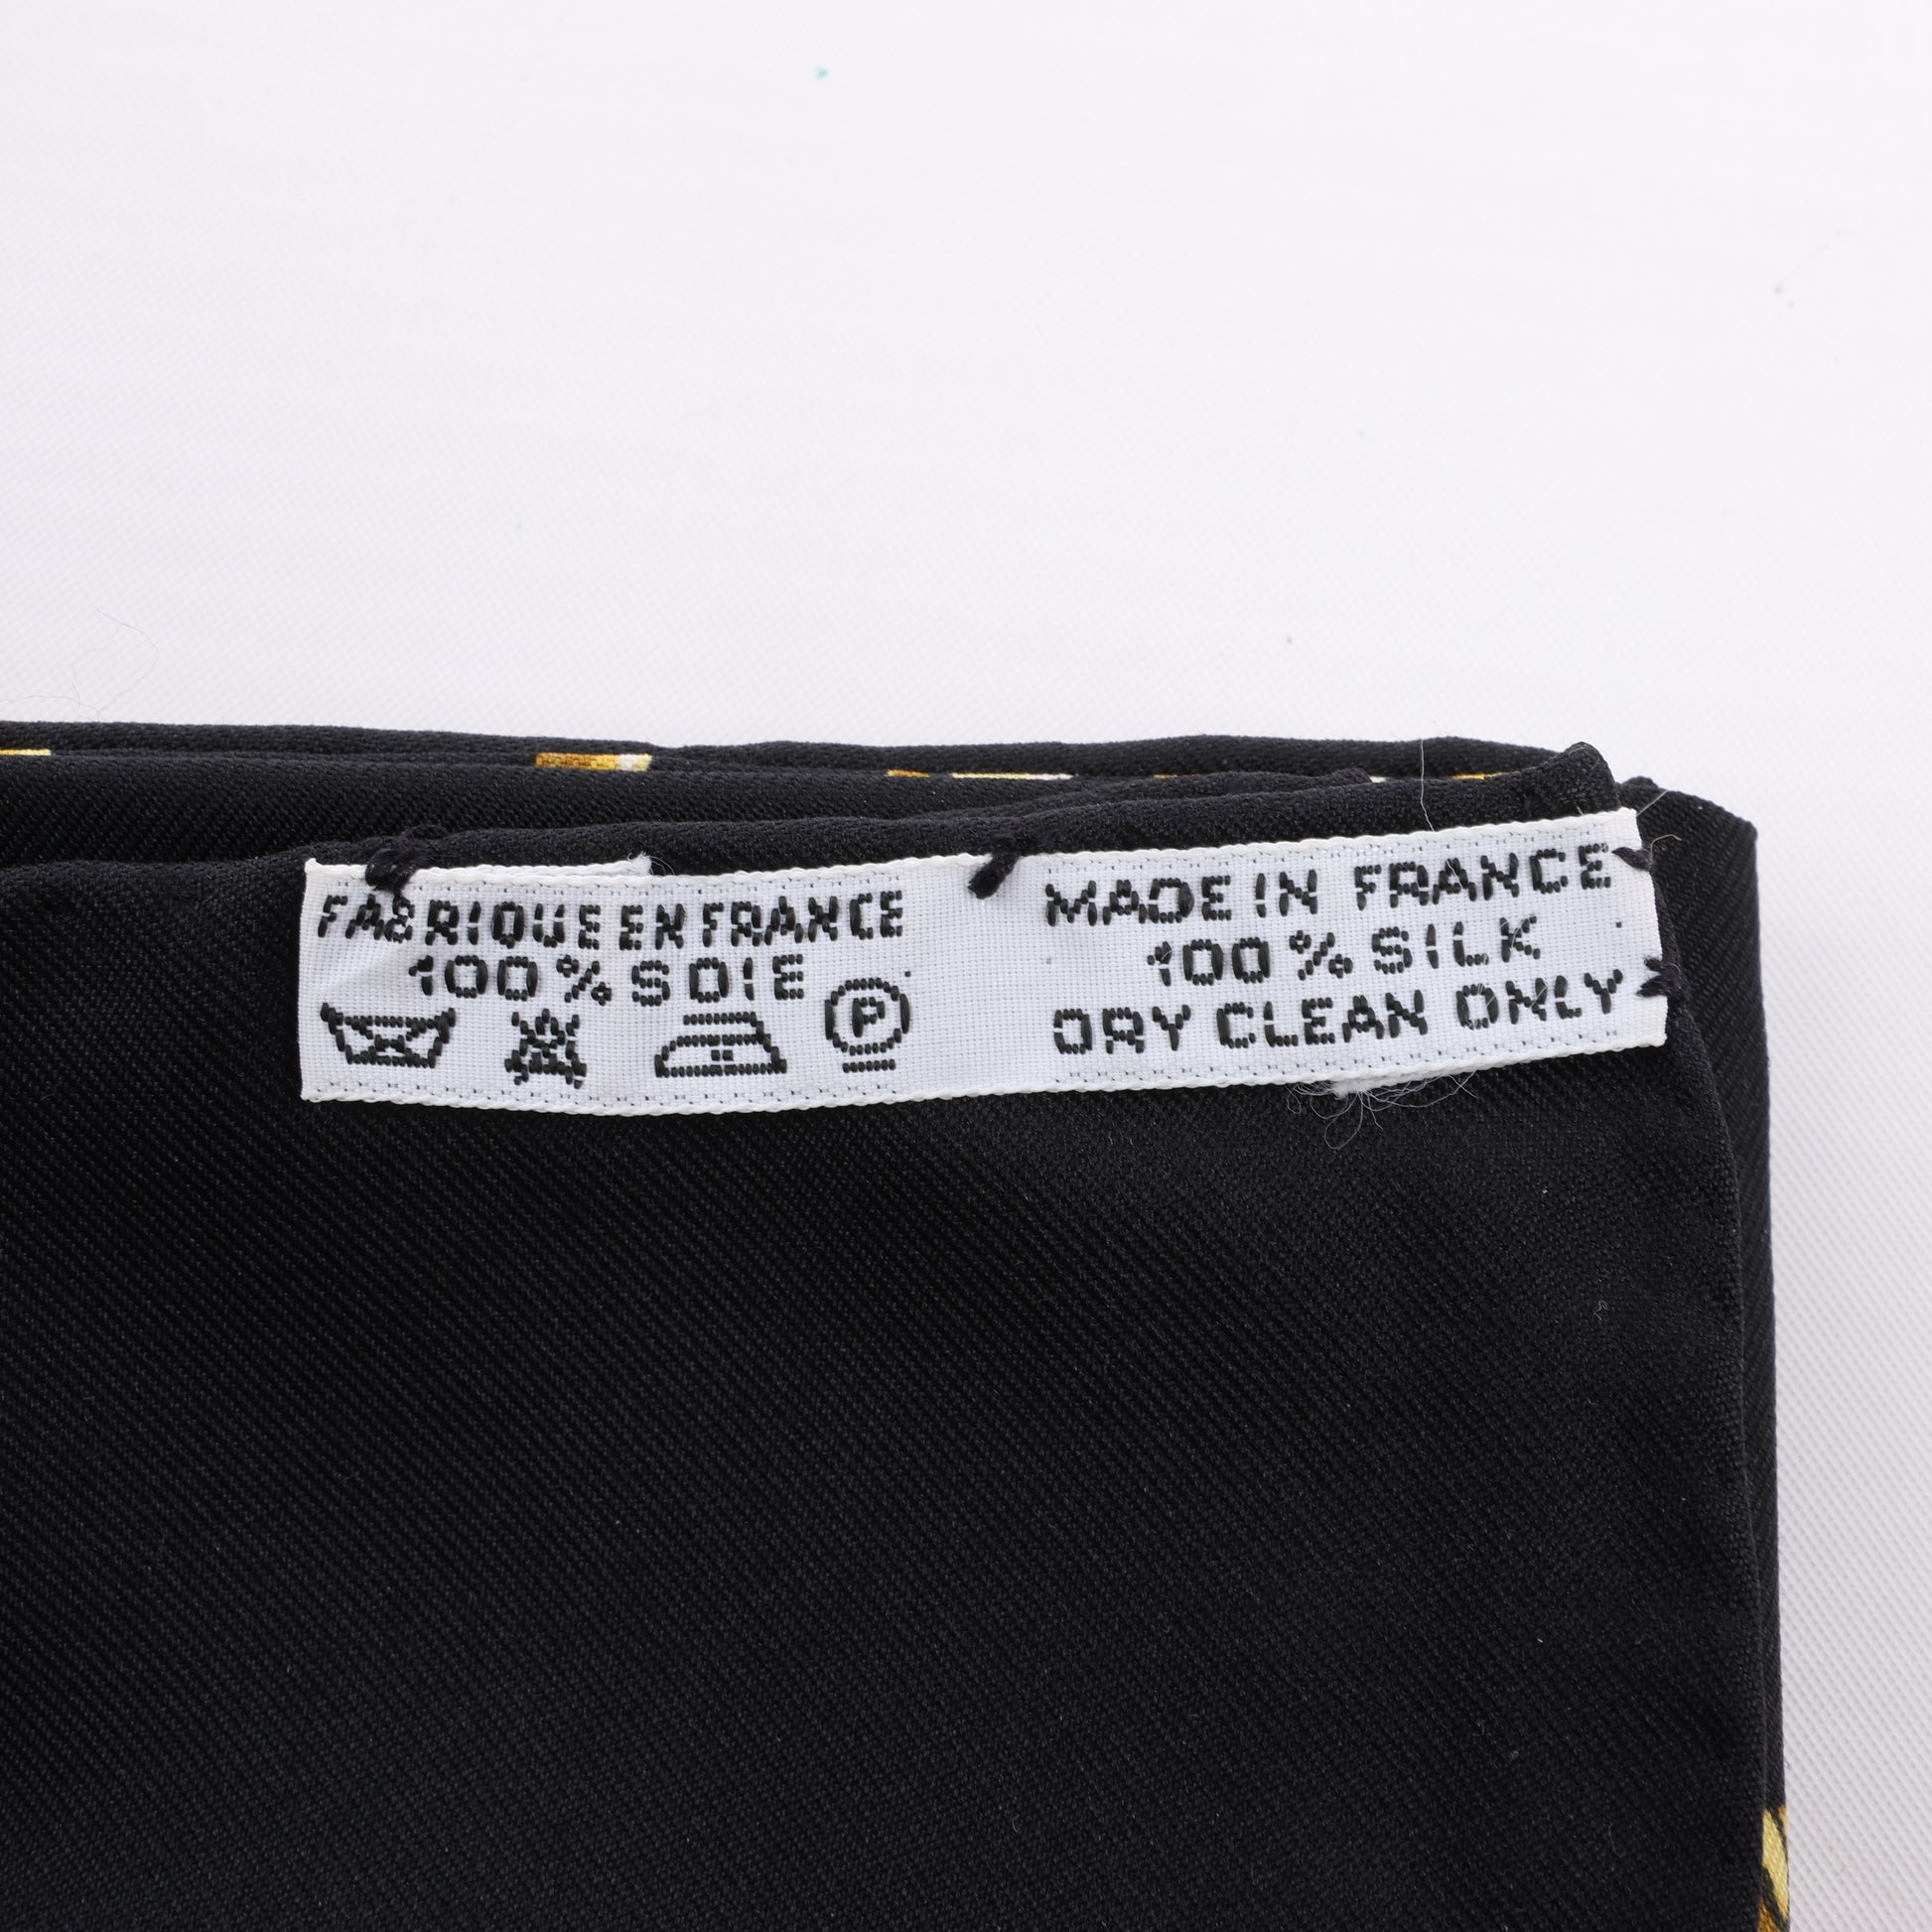 FABRIQUE EN FRANCE
100% SOIE
P
MADE IN FRANCE
100% SILK
DRY CLEAN ONLY